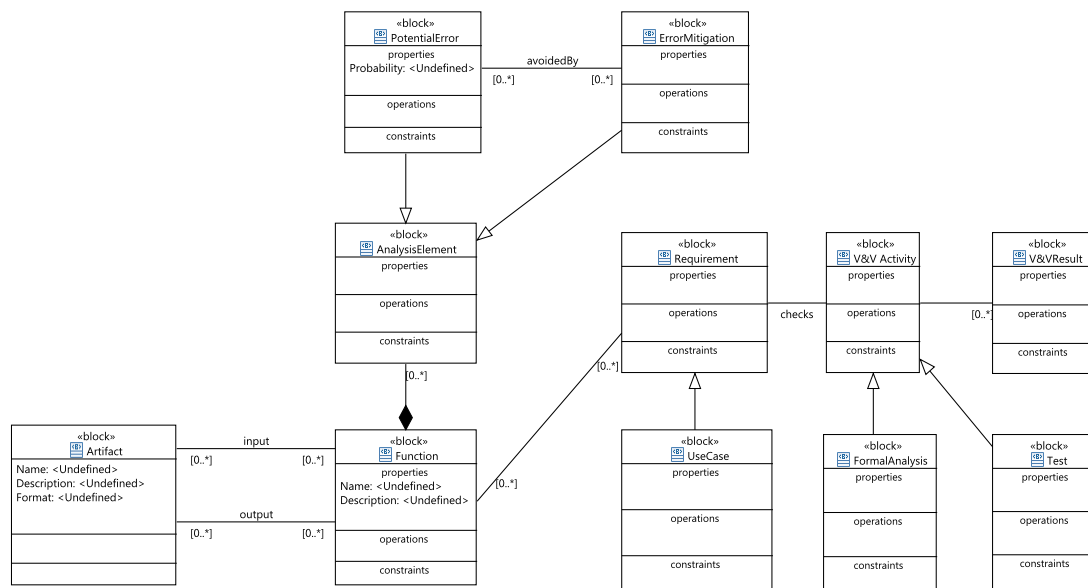 «block»
PotentialError
properties
Probability: <Undefined>
operations
constraints
avoidedBy
[0..*]
[0..*]
«block»
ErrorMitigation
properties
operations
constraints
«block»
AnalysisElement
properties
operations
constraints
[0..*]
«block»
Requirement
properties
operations
constraints
checks
«block»
V&V Activity
properties
operations
constraints
[0..*]
«block»
V&VResult
properties
operations
constraints
«block»
Artifact
Name: <Undefined>
Description: <Undefined>
Format: <Undefined>
input
[0..*]
[0..*]
output
[0..*]
[0..*]
«block»
Function
properties
Name: <Undefined>
Description: <Undefined>
operations
constraints
[0..*]
[0..*]
«block»
UseCase
properties
operations
constraints
«block»
FormalAnalysis
properties
operations
constraints
«block»
Test
properties
operations
constraints